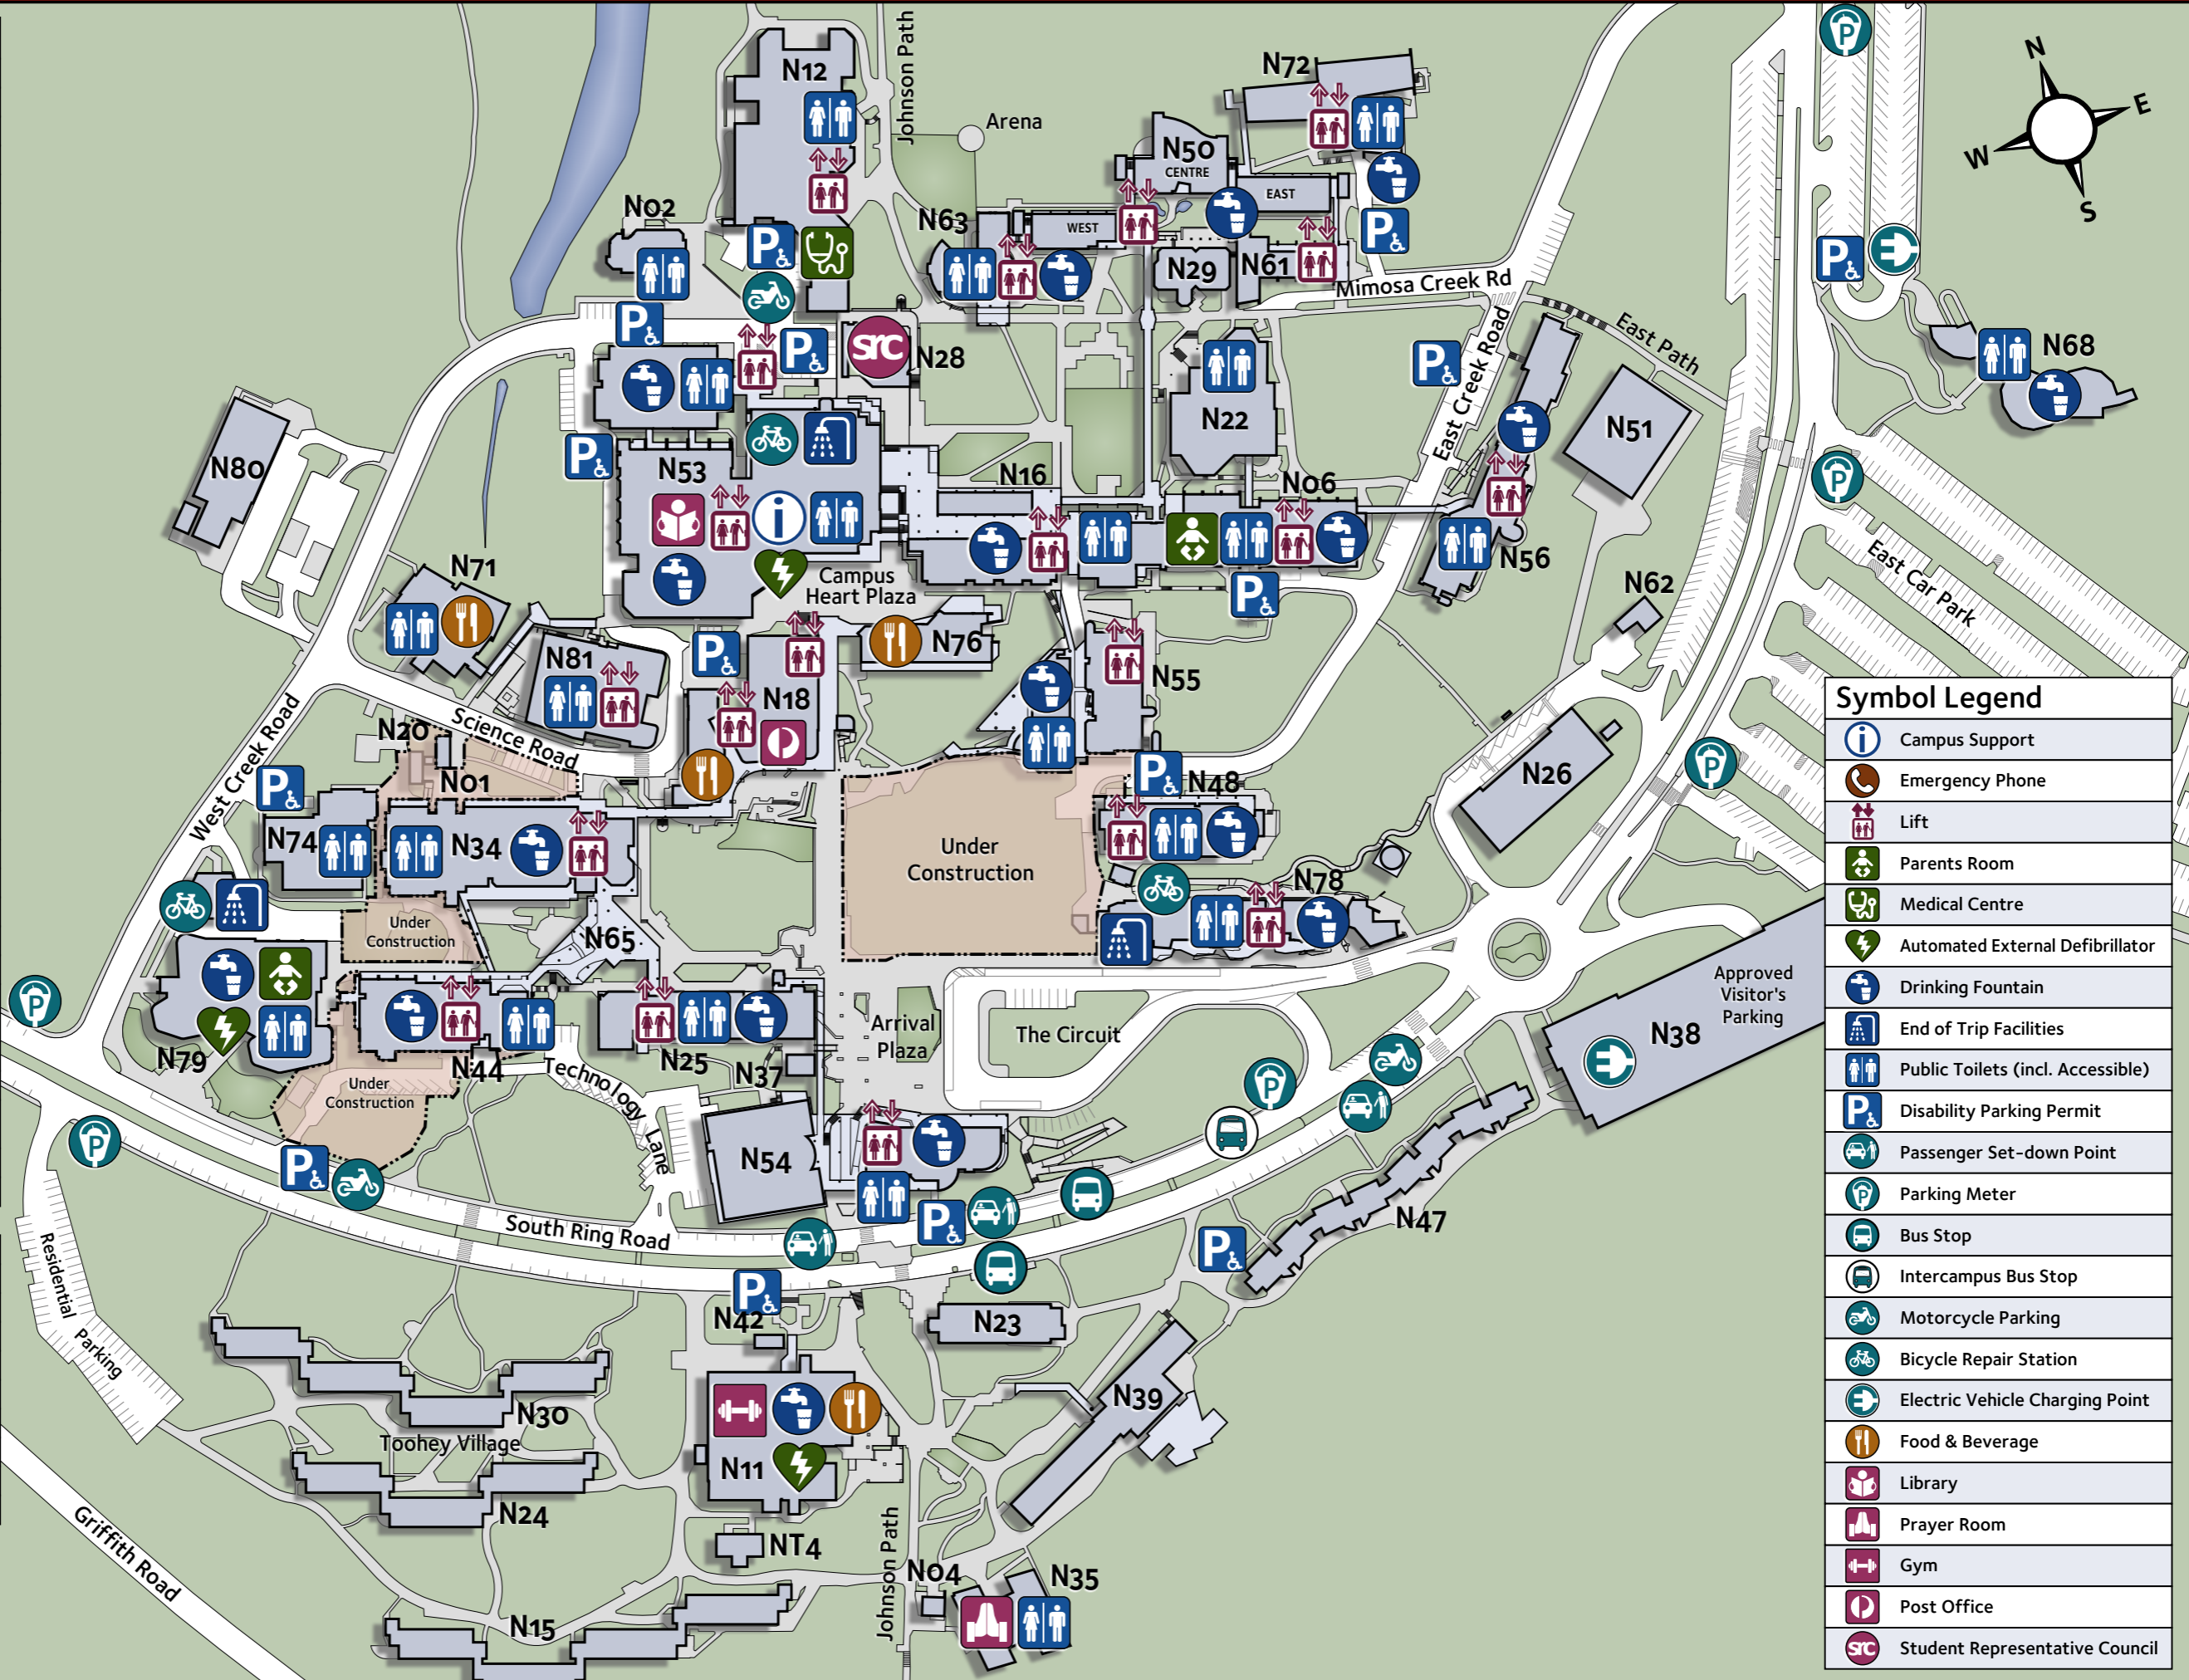 N12
Johnson Path
N72
Arena
N50
CENTRE
EAST
N02
N63
WEST
N29
N61
Mimosa Creek Rd
N
E
W
S
P
P
P
P
P
src
N28
East Path
East Creek Road
N68
N22
N51
N80
N53
N16
N06
i
P
P
P
P
P
N56
East Car Park
N71
Campus
Heart Plaza
N62
N76
N81
P
N18
N55
P
Science Road
N20
West Creek Road
P
N01
N26
P
P
N48
N74
N34
Under
Construction
N78
Under
Construction
N65
Approved
Visitor's
Parking
N38
P
N79
N44
N25
N37
Arrival
Plaza
The Circuit
Under
Construction
Technology Lane
P
P
P
N54
South Ring Road
P
P
N47
Residential Parking
P
N42
N23
N39
N30
Toohey Village
N11
N24
NT4
Johnson Path
Griffith Road
N04
N35
N15
Symbol Legend
i Campus Support
Emergency Phone
Lift
Parents Room
Medical Centre
Automated External Defibrillator
Drinking Fountain
End of Trip Facilities
Public Toilets (incl. Accessible)
P Disability Parking Permit
Passenger Set-down Point
P Parking Meter
Bus Stop
Intercampus Bus Stop
Motorcycle Parking
Bicycle Repair Station
Electric Vehicle Charging Point
Food & Beverage
Library
Prayer Room
Gym
Post Office
src Student Representative Council